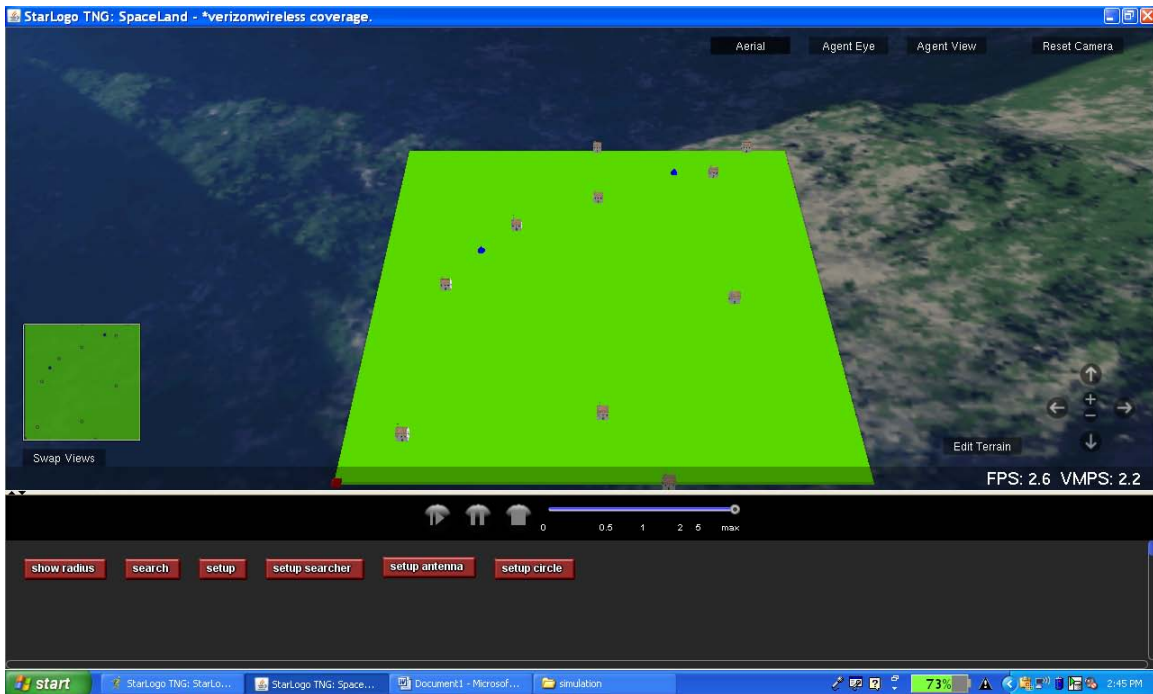 StarLogo TNG: SpaceLand - *verizonwireless coverage.
Aerial
Agent Eye
Agent View
Reset Camera
Swap Views
Edit Terrain
FPS: 2.6 VMPS: 2.2
0 0.5 1 2 5 max
show radius
search
setup
setup searcher
setup antenna
setup circle
start
StarLogo TNG: StarLo...
StarLogo TNG: Space...
Document1 - Microsof...
simulation
73%
2:45 PM